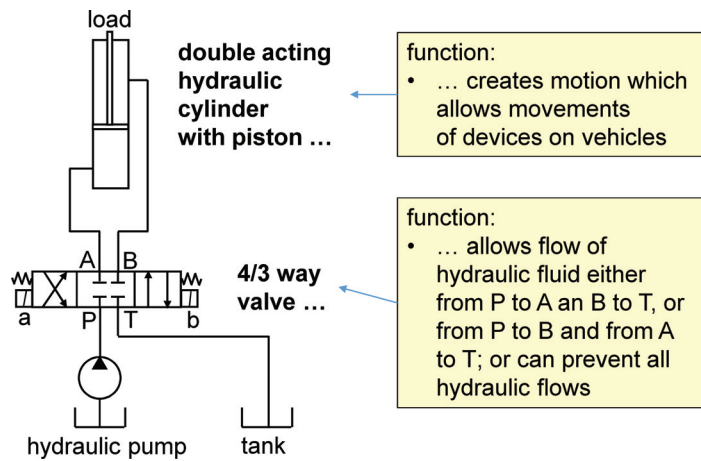 load
double acting
hydraulic
cylinder
with piston …
function:
• … creates motion which
allows movements
of devices on vehicles
A B
a P T b
4/3 way
valve …
function:
• … allows flow of
hydraulic fluid either
from P to A an B to T, or
from P to B and from A
to T; or can prevent all
hydraulic flows
hydraulic pump
tank